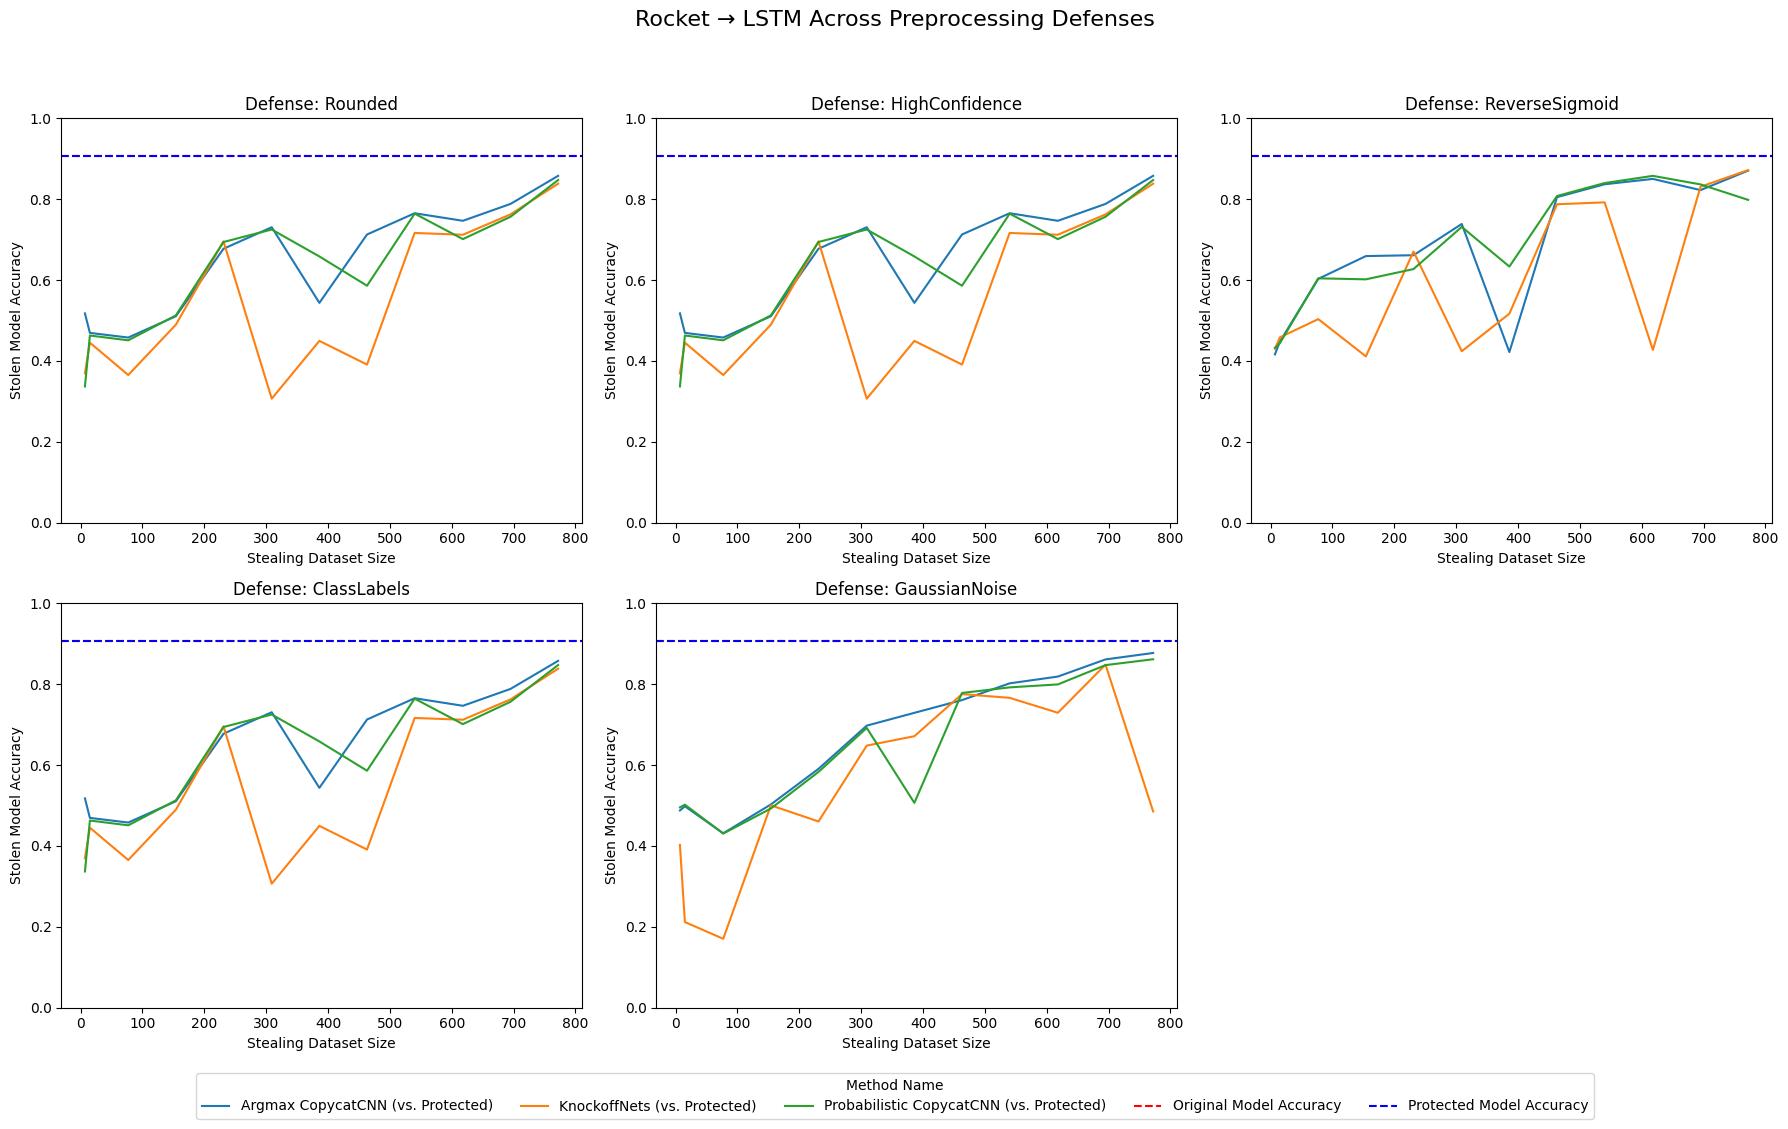 Rocket → LSTM Across Preprocessing Defenses
Defense: Rounded
1.0
0.8
0.6
0.4
0.2
0.0
Stolen Model Accuracy
0 100 200 300 400 500 600 700 800
Stealing Dataset Size
Defense: HighConfidence
1.0
0.8
0.6
0.4
0.2
0.0
Stolen Model Accuracy
0 100 200 300 400 500 600 700 800
Stealing Dataset Size
Defense: ReverseSigmoid
1.0
0.8
0.6
0.4
0.2
0.0
Stolen Model Accuracy
0 100 200 300 400 500 600 700 800
Stealing Dataset Size
Defense: ClassLabels
1.0
0.8
0.6
0.4
0.2
0.0
Stolen Model Accuracy
0 100 200 300 400 500 600 700 800
Stealing Dataset Size
Defense: GaussianNoise
1.0
0.8
0.6
0.4
0.2
0.0
Stolen Model Accuracy
0 100 200 300 400 500 600 700 800
Stealing Dataset Size
Method Name
Argmax CopycatCNN (vs. Protected) KnockoffNets (vs. Protected) Probabilistic CopycatCNN (vs. Protected) Original Model Accuracy Protected Model Accuracy